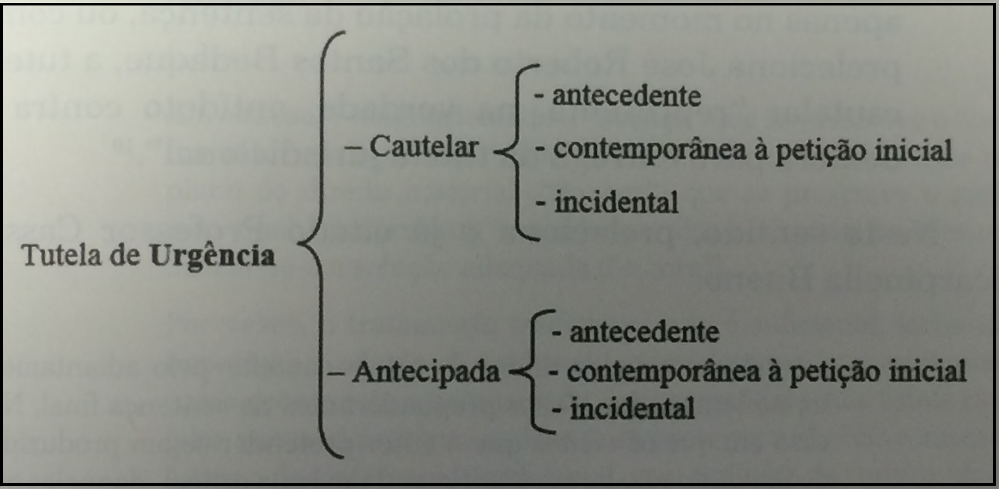 - antecedente
– Cautelar - contemporânea à petição inicial
- incidental
Tutela de Urgência
- antecedente
– Antecipada - contemporânea à petição inicial
- incidental